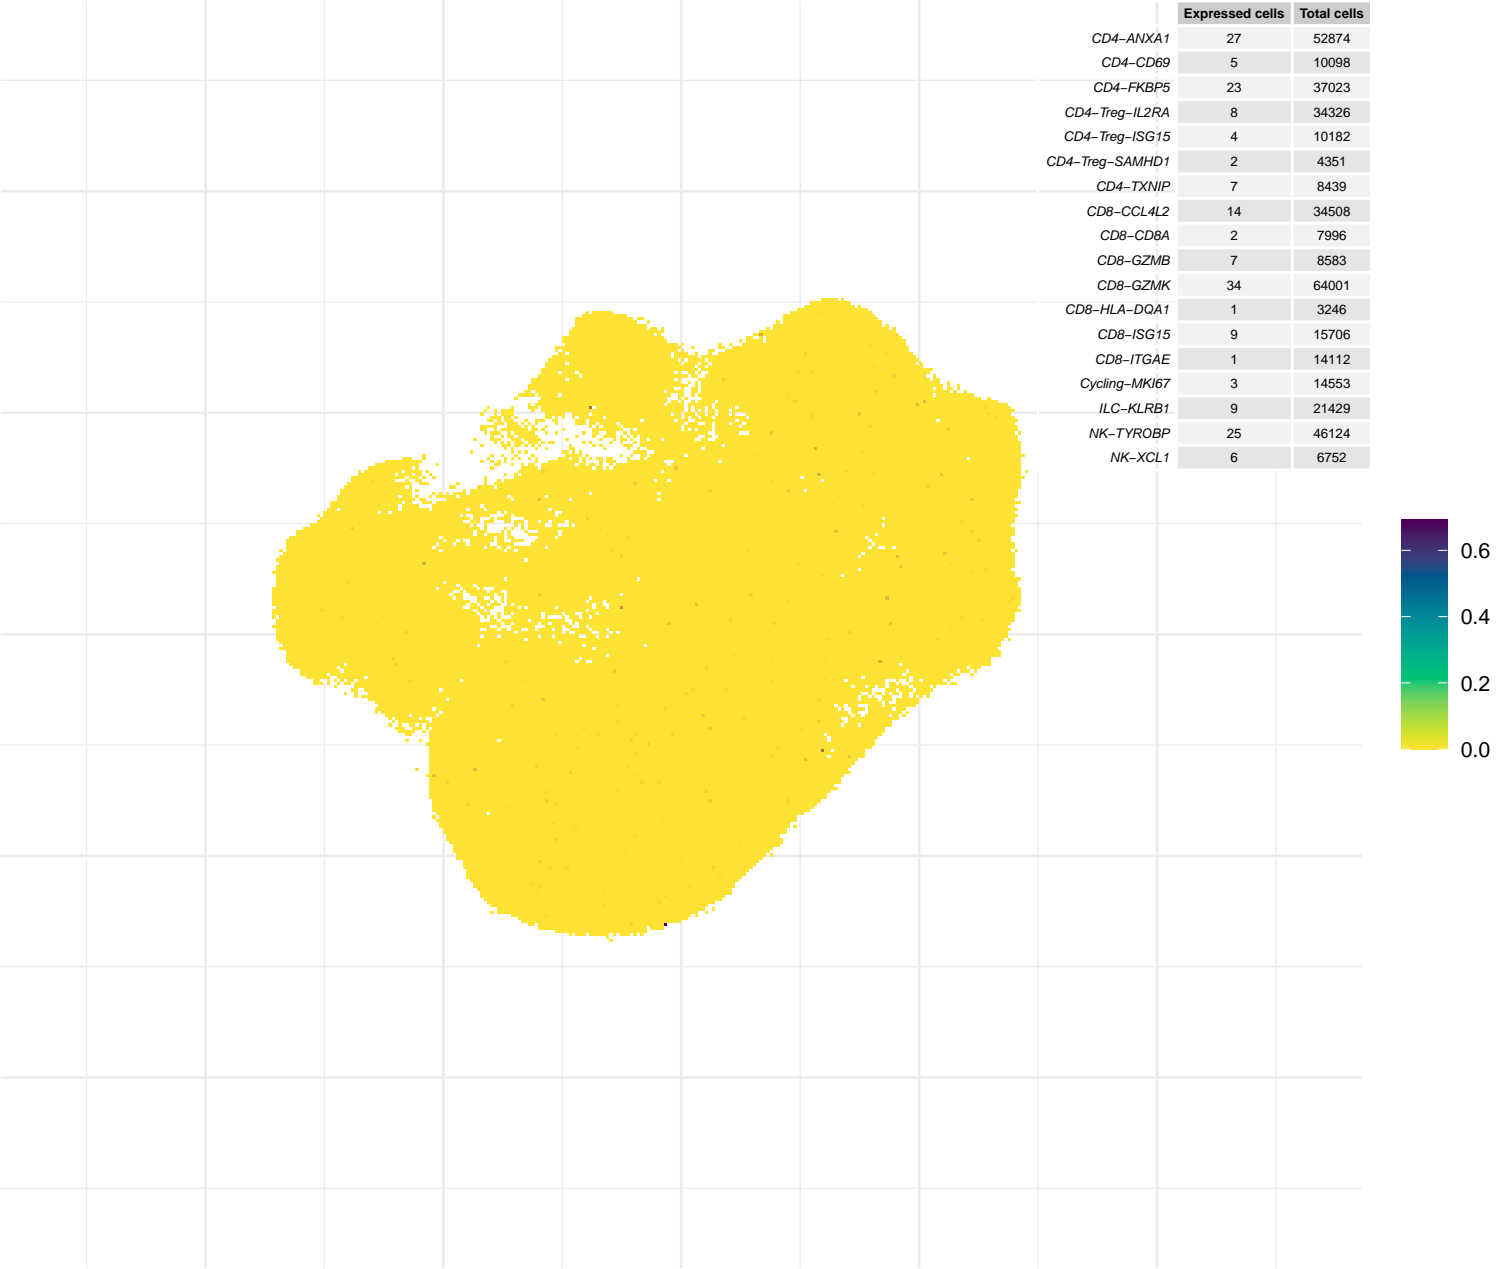 Expressed cells Total cells
CD4−ANXA1 27 52874
CD4−CD69 5 10098
CD4−FKBP5 23 37023
CD4−Treg−IL2RA 8 34326
CD4−Treg−ISG15 4 10182
CD4−Treg−SAMHD1 2 4351
CD4−TXNIP 7 8439
CD8−CCL4L2 14 34508
CD8−CD8A 2 7996
CD8−GZMB 7 8583
CD8−GZMK 34 64001
CD8−HLA−DQA1 1 3246
CD8−ISG15 9 15706
CD8−ITGAE 1 14112
Cycling−MKI67 3 14553
ILC−KLRB1 9 21429
NK−TYROBP 25 46124
NK−XCL1 6 6752
0.6
0.4
0.2
0.0